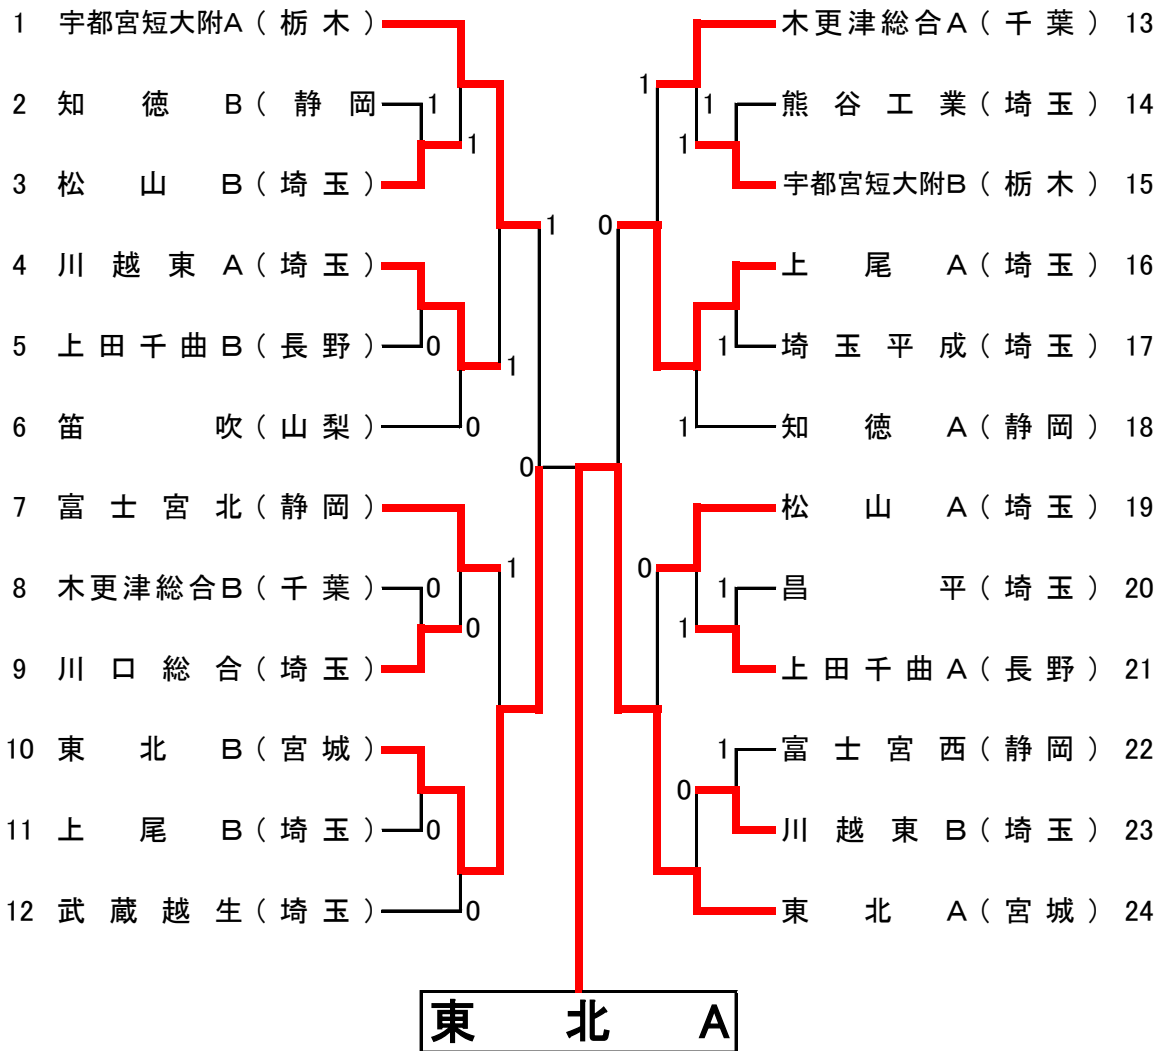 1 宇都宮短大附A ( 栃 木 )
2 知 徳 B ( 静 岡
1
3 松 山 B ( 埼 玉 )
1
4 川 越 東 A ( 埼 玉 )
1
5 上 田 千 曲 B ( 長 野 )
0
1
6 笛 吹 ( 山 梨 )
0
0
7 富 士 宮 北 ( 静 岡 )
1
8 木更津総合B ( 千 葉 )
0
0
9 川 口 総 合 ( 埼 玉 )
10 東 北 B ( 宮 城 )
11 上 尾 B ( 埼 玉 )
0
12 武 蔵 越 生 ( 埼 玉 )
0
木更津総合A ( 千 葉 ) 13
1
1
熊 谷 工 業 ( 埼 玉 ) 14
1
宇都宮短大附B ( 栃 木 ) 15
0
上 尾 A ( 埼 玉 ) 16
1
埼 玉 平 成 ( 埼 玉 ) 17
1
知 徳 A ( 静 岡 ) 18
松 山 A ( 埼 玉 ) 19
0
1
昌 平 ( 埼 玉 ) 20
1
上 田 千 曲 A ( 長 野 ) 21
1
富 士 宮 西 ( 静 岡 ) 22
0
川 越 東 B ( 埼 玉 ) 23
東 北 A ( 宮 城 ) 24
東 北 A